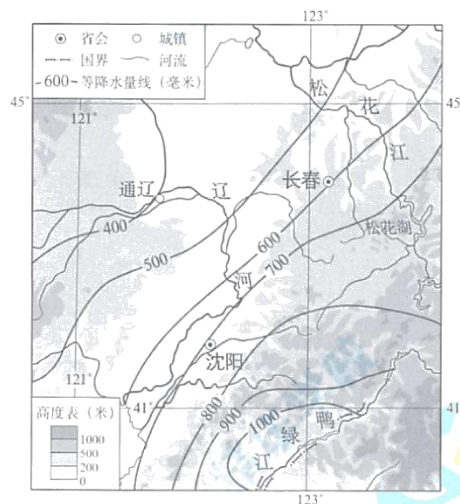 123°
省会 城镇
国界 河流
-600-等降水量线(毫米)
45°
45
121°
松
花
江
长春
通辽
辽
400
松花湖
500
600
700
河
沈阳
121°
41°
41
高度表(米)
1000
500
200
0
800
900
1000
鸭
绿
江
123°